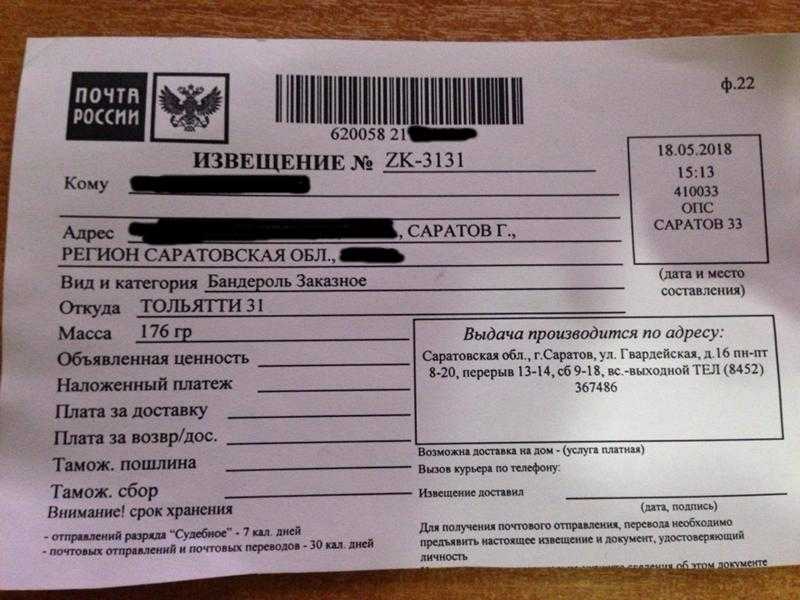 ПОЧТА
РОССИИ
ф.22
620058 21
ИЗВЕЩЕНИЕ № ZK-3131
18.05.2018
15:13
410033
ОПС
САРАТОВ 33
(дата и место
составления)
Кому
Адрес , САРАТОВ Г.,
РЕГИОН САРАТОВСКАЯ ОБЛ.,
Вид и категория Бандероль Заказное
Откуда ТОЛЬЯТТИ 31
Масса 176 гр
Объявленная ценность
Наложенный платеж
Плата за доставку
Плата за возвр/дос.
Тамож. пошлина
Тамож. сбор
Внимание! срок хранения
- отправлений разряда "Судебное" - 7 кал. дней
- почтовых отправлений и почтовых переводов - 30 кал. дней
Выдача производится по адресу:
Саратовская обл., г.Саратов, ул. Гвардейская, д.16 пн-пт
8-20, перерыв 13-14, сб 9-18, вс.-выходной ТЕЛ (8452)
367486
Возможна доставка на дом - (услуга платная)
Вызов курьера по телефону:
Извещение доставил
(дата, подпись)
Для получения почтового отправления, перевода необходимо
предъявить настоящее извещение и документ, удостоверяющий
личность
сведения об этом документе